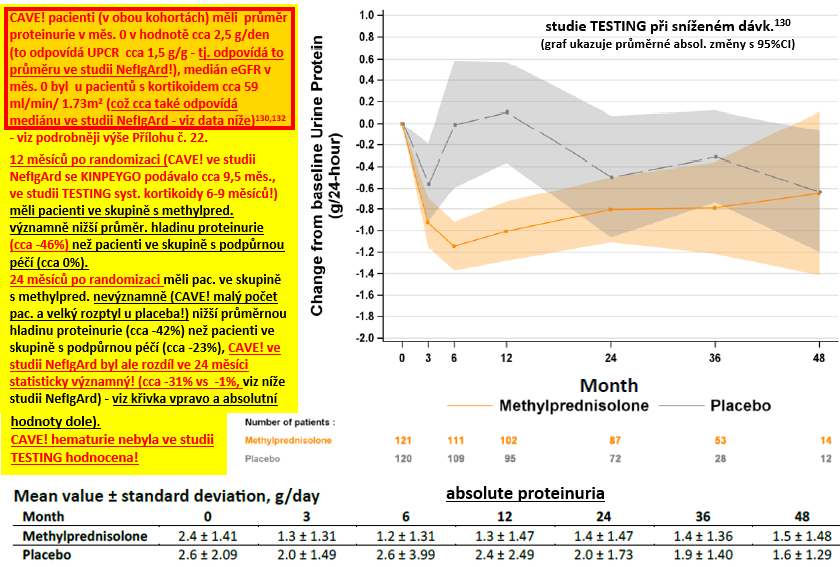 CAVE! pacienti (v obou kohortách) měli průměr
proteinurie v měs. 0 v hodnotě cca 2,5 g/den
(to odpovídá UPCR cca 1,5 g/g - tj. odpovídá to
průměru ve studii NefIgArd!), medián eGFR v
měs. 0 byl u pacientů s kortikoidem cca 59
ml/min/ 1.73m² (což cca také odpovídá
mediánu ve studii NefIgArd - viz data níže)130,132
- viz podrobněji výše Přílohu č. 22.
12 měsíců po randomizaci (CAVE! ve studii
NefIgArd se KINPEYGO podávalo cca 9,5 měs.,
ve studii TESTING syst. kortikoidy 6-9 měsíců!)
měli pacienti ve skupině s methylpred.
významně nižší průměr. hladinu proteinurie
(cca -46%) než pacienti ve skupině s podpůrnou
péčí (cca 0%).
24 měsíců po randomizaci měli pac. ve skupině
s methylpred. nevýznamně (CAVE! malý počet
pac. a velký rozptyl u placeba!) nižší průměrnou
hladinu proteinurie (cca -42%) než pacienti ve
skupině s podpůrnou péčí (cca -23%), CAVE! ve
studii NefIgArd byl ale rozdíl ve 24 měsíci
statisticky významný! (cca -31% vs -1%, viz níže
studii NefIgArd) - viz křivka vpravo a absolutní
hodnoty dole).
CAVE! hematurie nebyla ve studii
TESTING hodnocena!
studie TESTING při sníženém dávk.130
(graf ukazuje průměrné absol. změny s 95%CI)
Change from baseline Urine Protein
(g/24-hour)
1.0
0.8
0.6
0.4
0.2
0.0
-0.2
-0.4
-0.6
-0.8
-1.0
-1.2
-1.4
-1.6
-1.8
-2.0
0 3 6 12 24 36 48
Month
Methylprednisolone Placebo
Number of patients :
Methylprednisolone 121 111 102 87 53 14
Placebo 120 109 95 72 28 12
Mean value ± standard deviation, g/day absolute proteinuria
Month 0 3 6 12 24 36 48
Methylprednisolone 2.4 ± 1.41 1.3 ± 1.31 1.2 ± 1.31 1.3 ± 1.47 1.4 ± 1.47 1.4 ± 1.36 1.5 ± 1.48
Placebo 2.6 ± 2.09 2.0 ± 1.49 2.6 ± 3.99 2.4 ± 2.49 2.0 ± 1.73 1.9 ± 1.40 1.6 ± 1.29